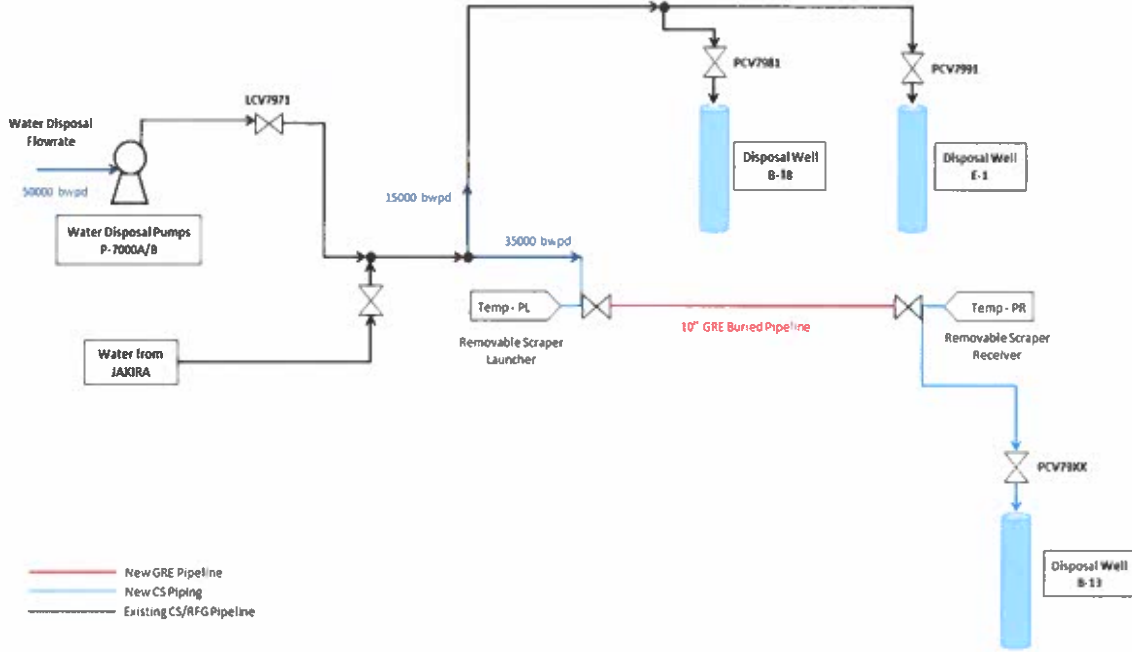 PCV7981
PCV7991
LCV7971
Water Disposal
Flowrate
50000 bwpd
Disposal Well
B-18
Disposal Well
E-1
15000 bwpd
Water Disposal Pumps
P-7000A/B
35000 bwpd
Temp - PL
Temp - PR
10" GRE Buried Pipeline
Removable Scraper
Launcher
Removable Scraper
Receiver
Water from
JAKIRA
PCV79XX
Disposal Well
B-13
New GRE Pipeline
New CS Piping
Existing CS/RFG Pipeline